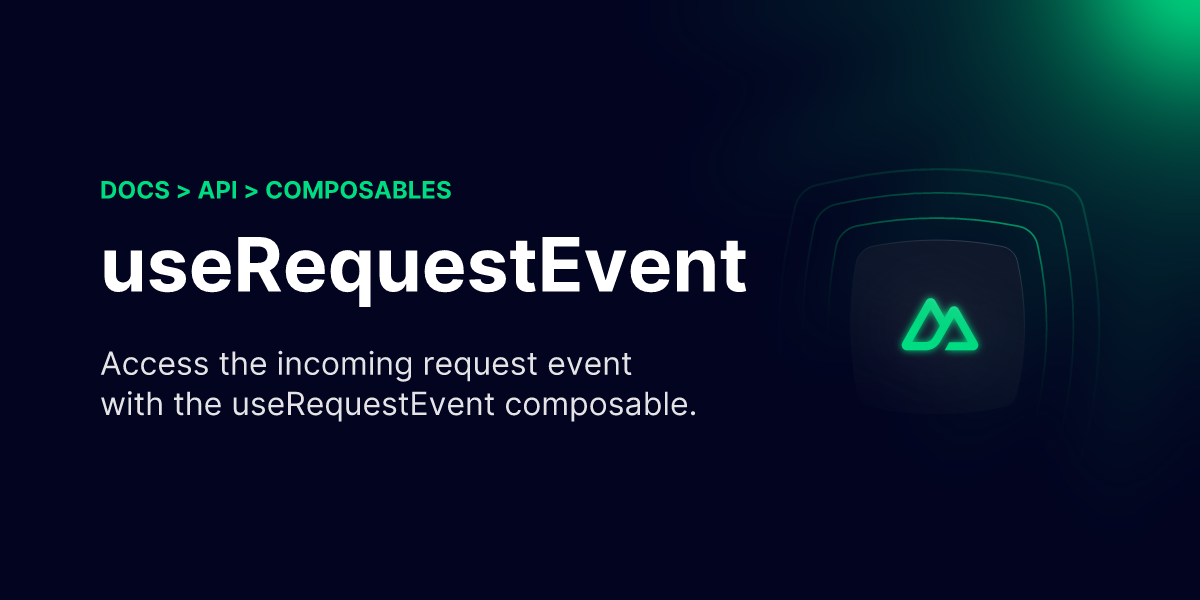 DOCS > API > COMPOSABLES
useRequestEvent
Access the incoming request event
with the useRequestEvent composable.